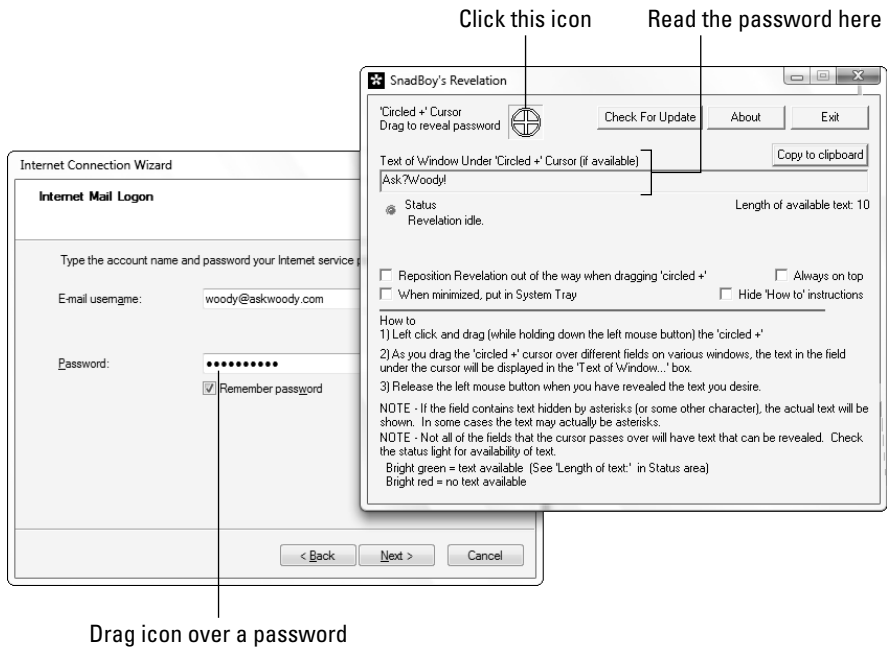 Click this icon
Read the password here
SnadBoy's Revelation
'Circled +' Cursor
Drag to reveal password
Check For Update
About
Exit
Copy to clipboard
Text of Window Under 'Circled +' Cursor (if available)
Ask?Woody!
Status
Revelation idle.
Length of available text: 10
Reposition Revelation out of the way when dragging 'circled +'
Always on top
When minimized, put in System Tray
Hide 'How to' instructions
How to
1) Left click and drag (while holding down the left mouse button) the 'circled +'
2) As you drag the 'circled +' cursor over different fields on various windows, the text in the field
under the cursor will be displayed in the 'Text of Window...' box.
3) Release the left mouse button when you have revealed the text you desire.
NOTE - If the field contains text hidden by asterisks (or some other character), the actual text will be
shown. In some cases the text may actually be asterisks.
NOTE - Not all of the fields that the cursor passes over will have text that can be revealed. Check
the status light for availability of text.
Bright green = text available (See 'Length of text:' in Status area)
Bright red = no text available
Internet Connection Wizard
Internet Mail Logon
Type the account name and password your Internet service
E-mail username:
woody@askwoody.com
Password:
••••••••••
Remember password
< Back
Next >
Cancel
Drag icon over a password